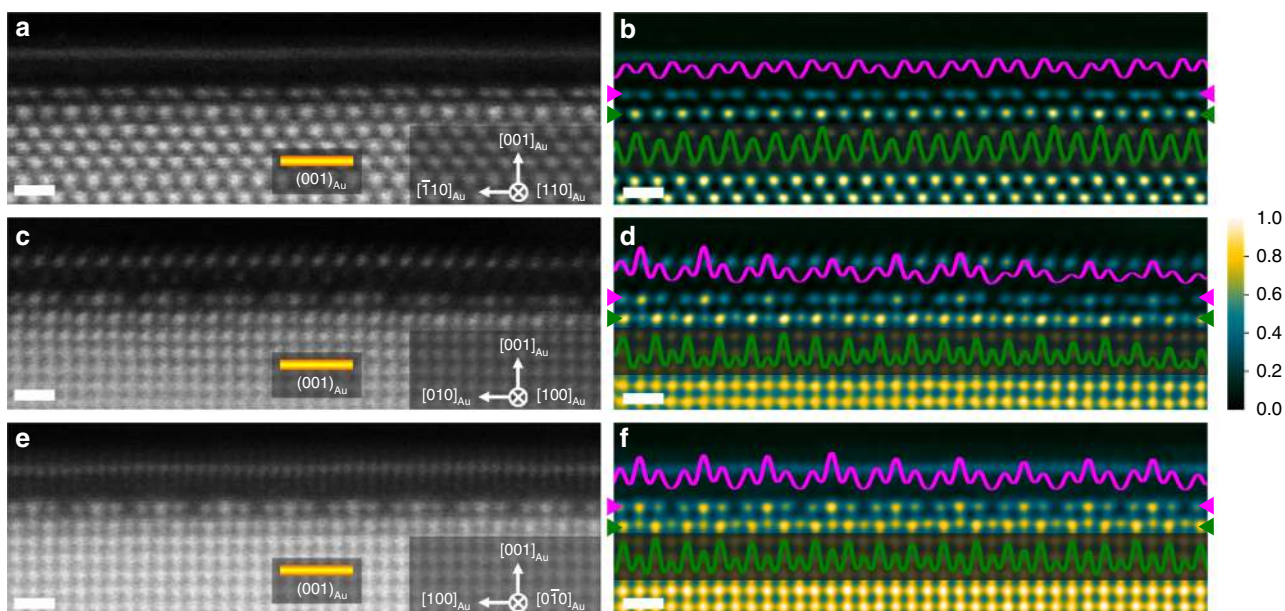 a
b
[001]Au
(001)Au
[1̄10]Au
[110]Au
c
d
1.0
0.8
[001]Au
0.6
(001)Au
0.4
[010]Au
[100]Au
0.2
0.0
e
f
[001]Au
(001)Au
[100]Au
[01̄0]Au